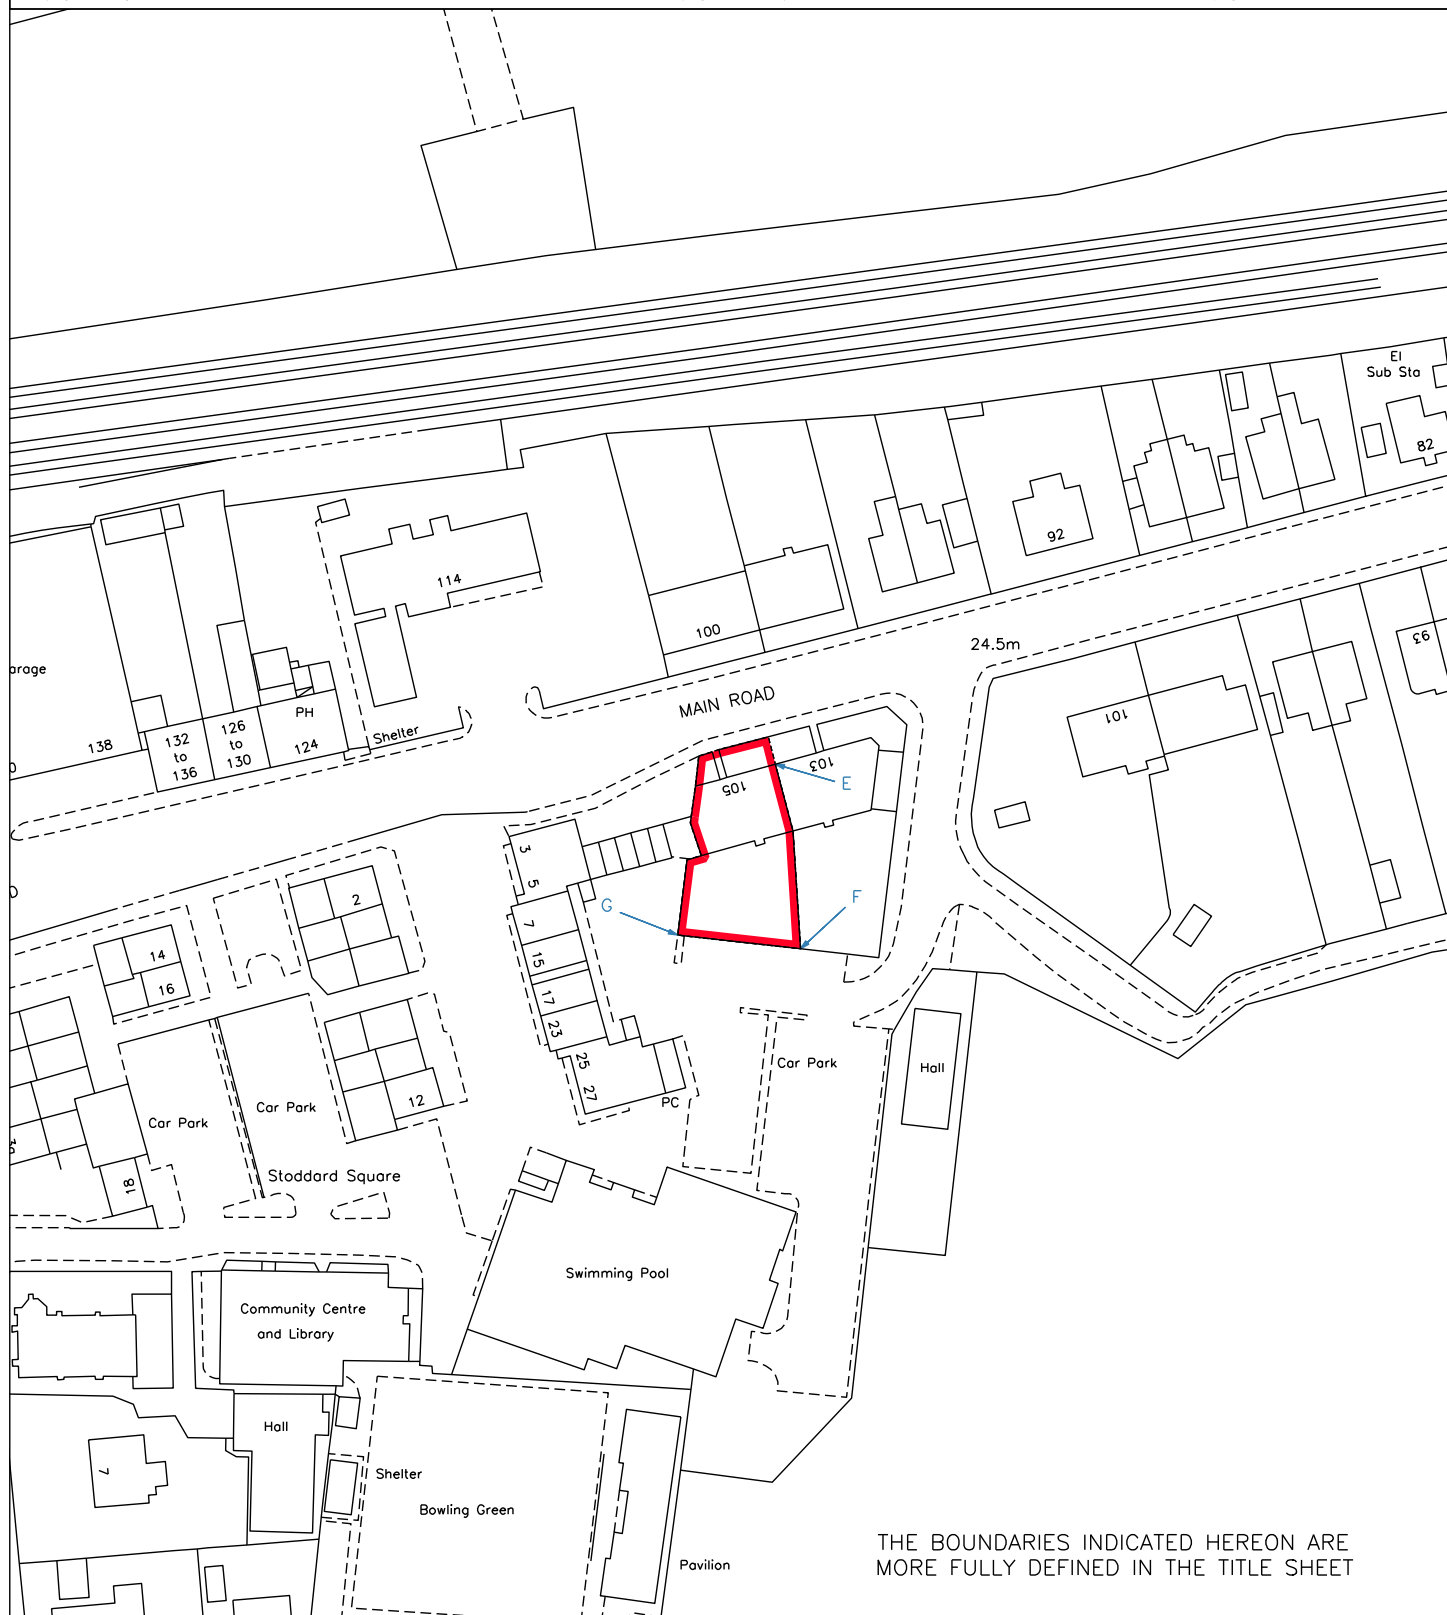 El
Sub Sta
82
92
114
100
93
24.5m
arage
MAIN ROAD
101
PH
138
132
to
136
126
to
130
124
Shelter
103
105
E
3
5
2
F
G
7
14
15
16
17
23
25
27
Car Park
Hall
12
PC
Car Park
Car Park
Stoddard Square
18
Swimming Pool
Community Centre
and Library
Hall
7
Shelter
Bowling Green
Pavilion
THE BOUNDARIES INDICATED HEREON ARE
MORE FULLY DEFINED IN THE TITLE SHEET